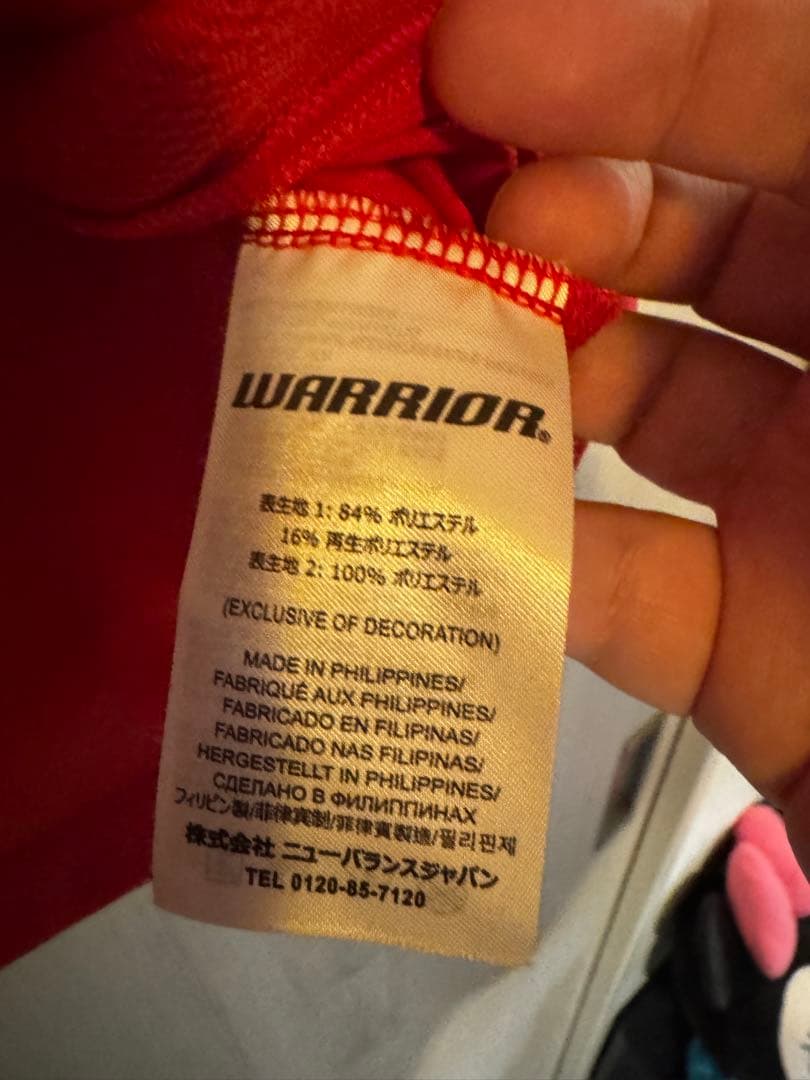 WARRIOR®
表生地 1: 84% ポリエステル
16% 再生ポリエステル
表生地 2: 100% ポリエステル
(EXCLUSIVE OF DECORATION)
MADE IN PHILIPPINES/
FABRIQUÉ AUX PHILIPPINES/
FABRICADO EN FILIPINAS/
FABRICADO NAS FILIPINAS/
HERGESTELLT IN PHILIPPINES/
СДЕЛАНО В ФИЛИППИНАХ
フィリピン製/菲律宾制/菲律賓製造/필리핀제
株式会社 ニューバランスジャパン
TEL 0120-85-7120